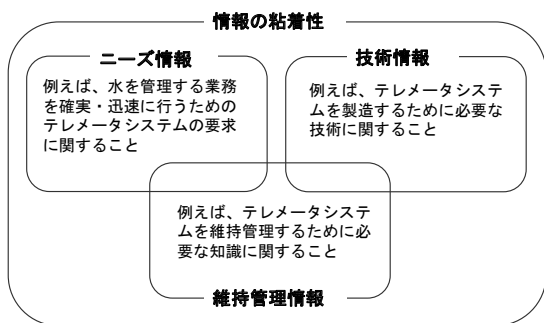 情報の粘着性
ニーズ情報
例えば、水を管理する業務
を確実・迅速に行うための
テレメータシステムの要求
に関すること
技術情報
例えば、テレメータシステ
ムを製造するために必要な
技術に関すること
例えば、テレメータシステ
ムを維持管理するために必
要な知識に関すること
維持管理情報